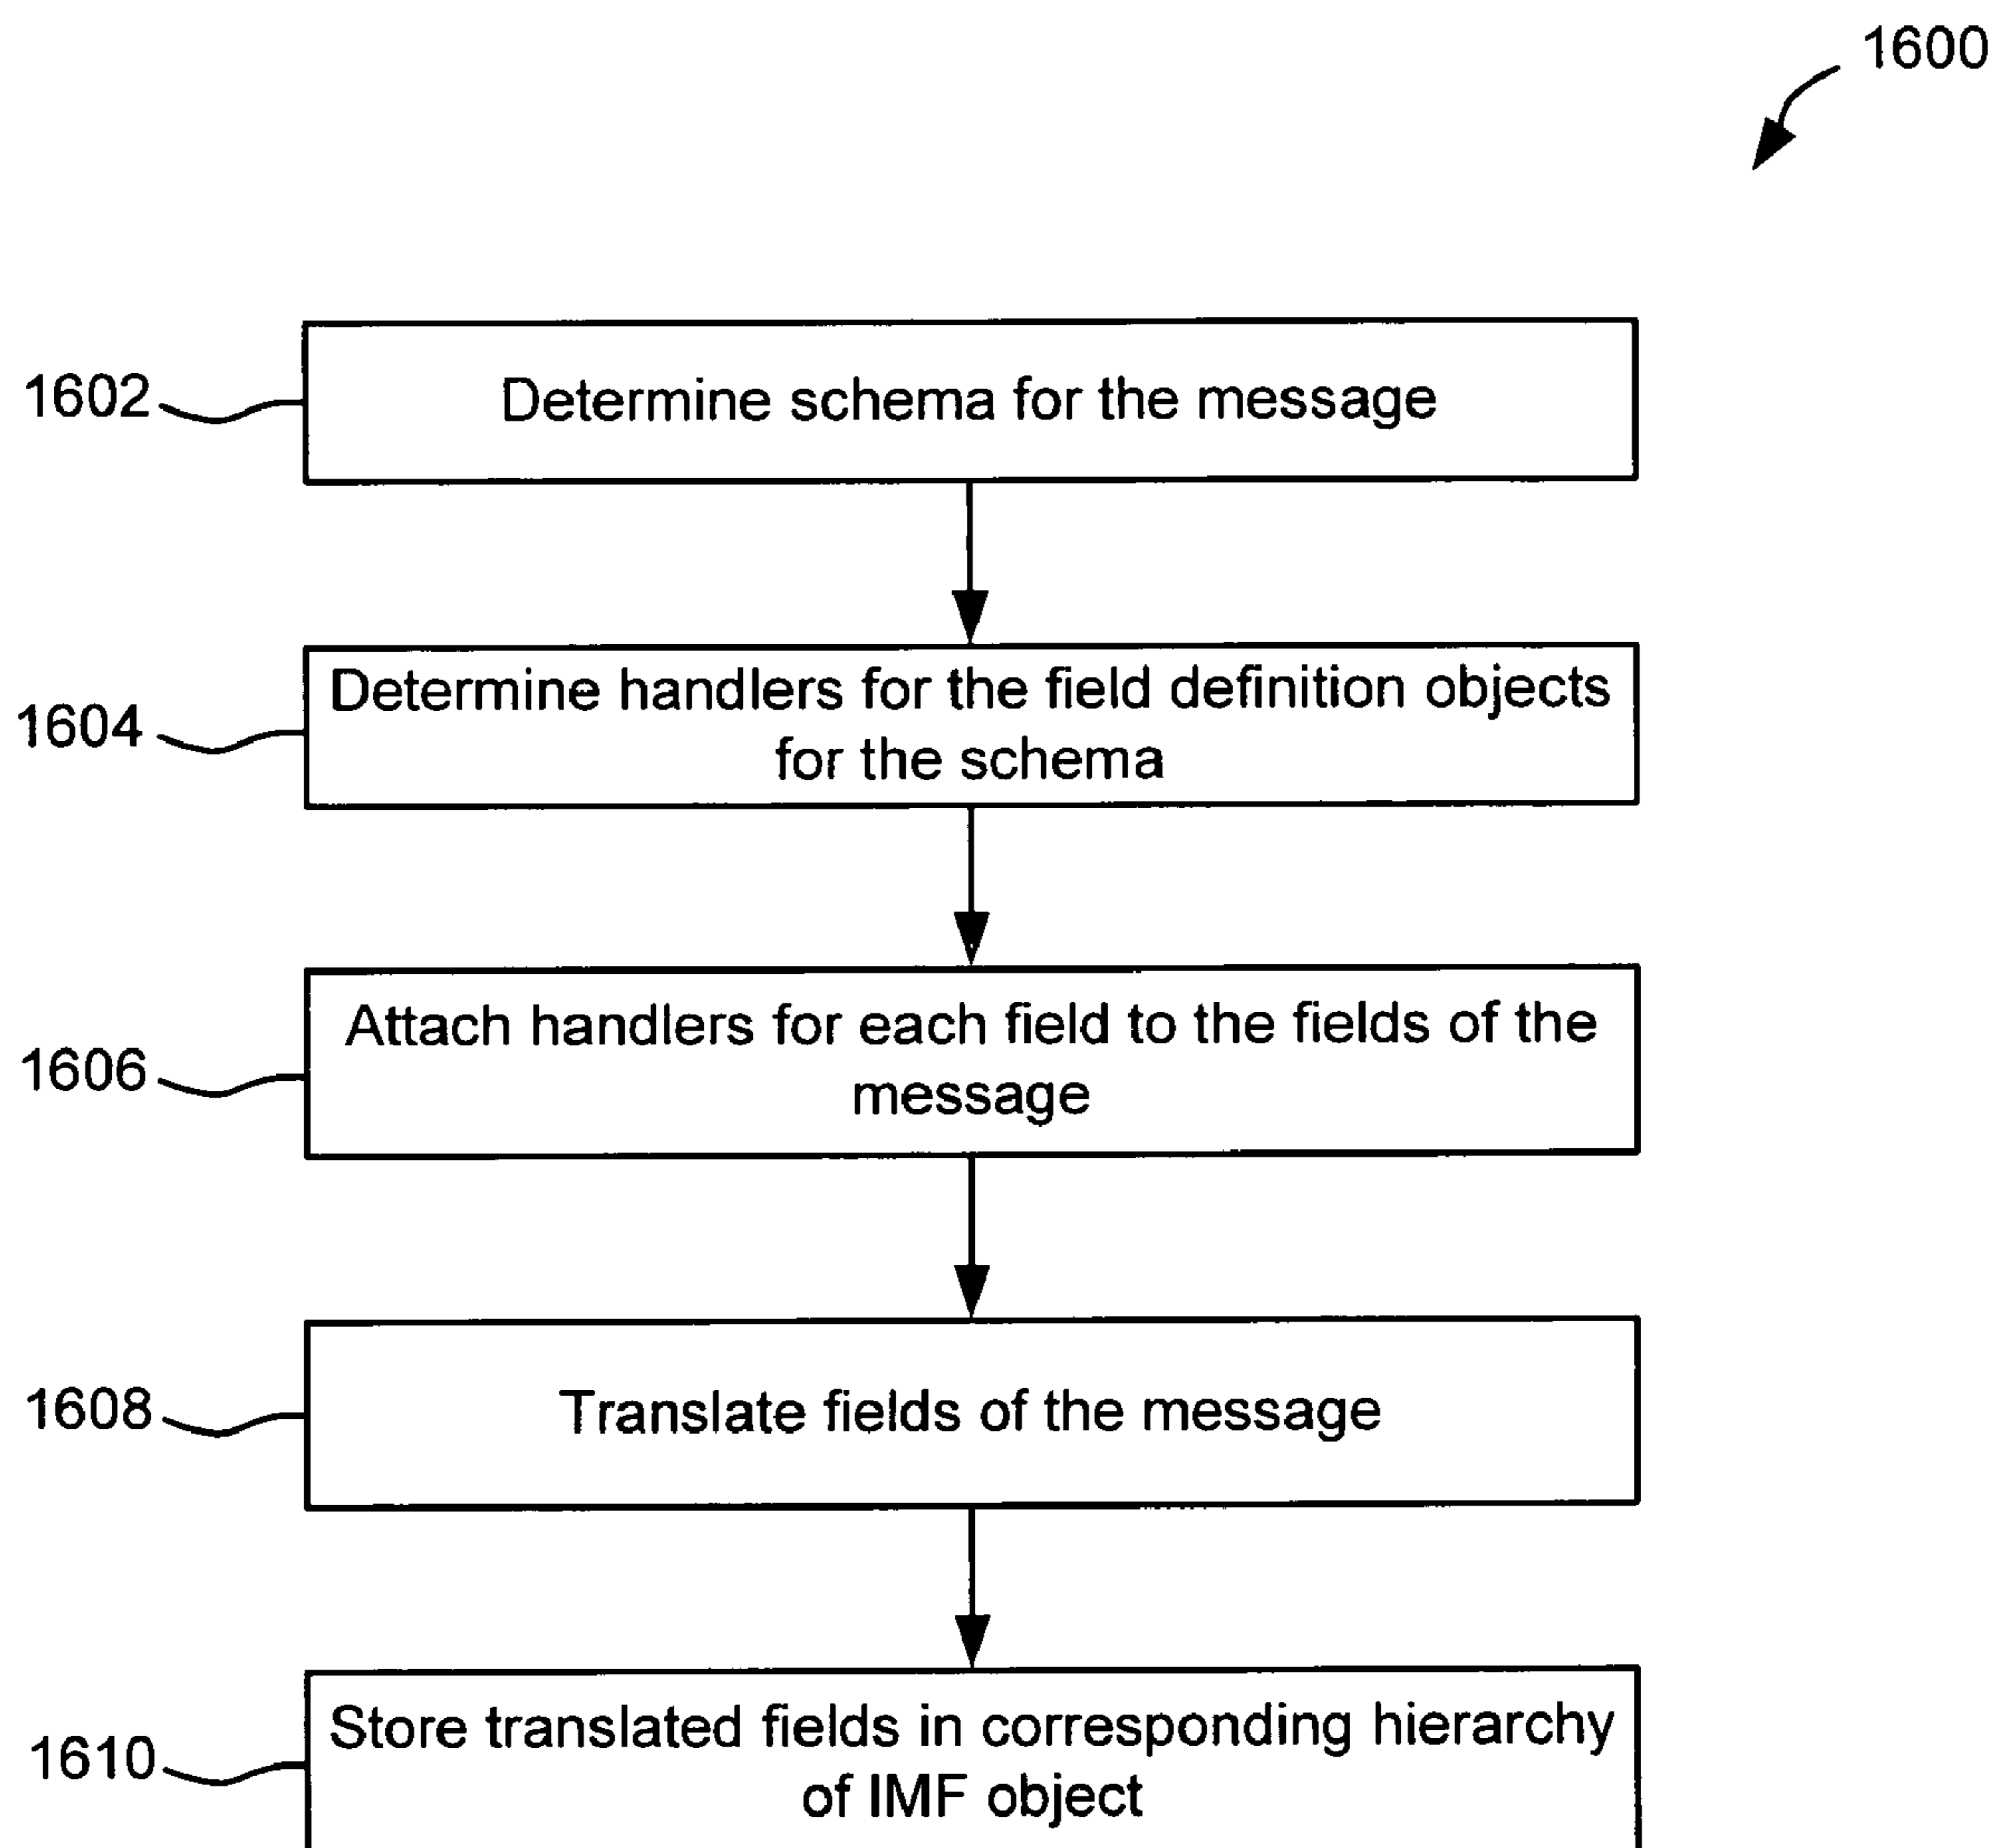 1600
1602
Determine schema for the message
1604
Determine handlers for the field definition objects
for the schema
1606
Attach handlers for each field to the fields of the
message
1608
Translate fields of the message
1610
Store translated fields in corresponding hierarchy
of IMF object